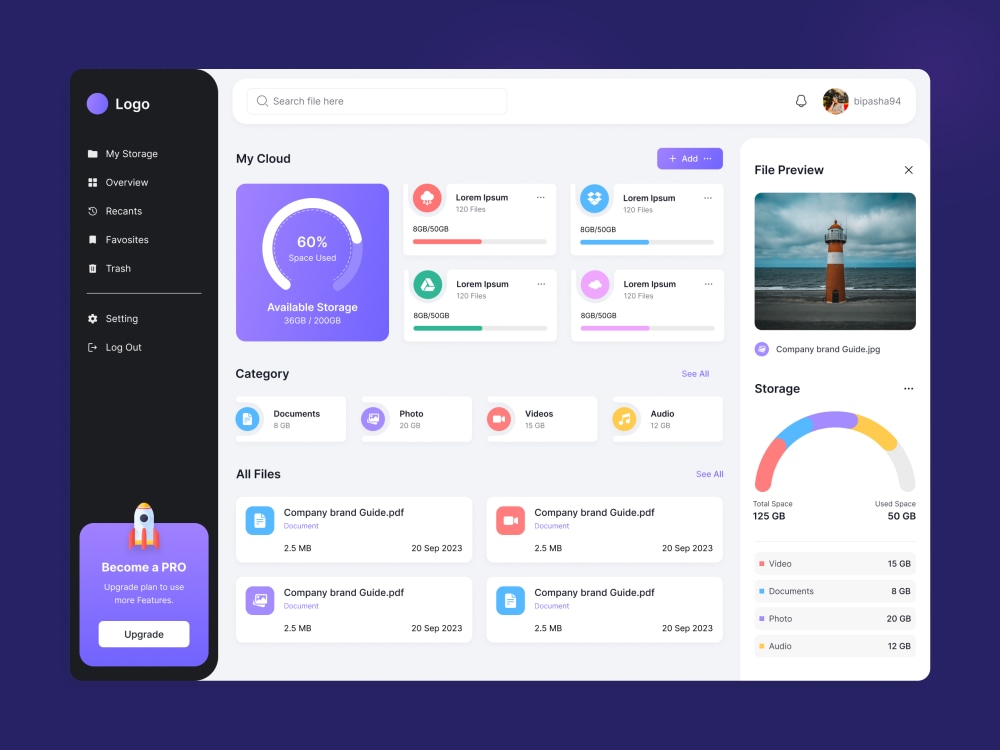 Logo
My Storage
Overview
Recants
Favosites
Trash
Setting
Log Out
Become a PRO
Upgrade plan to use
more Features.
Upgrade
Search file here
bipasha94
My Cloud
+ Add ···
60%
Space Used
Available Storage
36GB / 200GB
Lorem Ipsum
120 Files
8GB/50GB
Lorem Ipsum
120 Files
8GB/50GB
Lorem Ipsum
120 Files
8GB/50GB
Lorem Ipsum
120 Files
8GB/50GB
Category
See All
Documents
8 GB
Photo
20 GB
Videos
15 GB
Audio
12 GB
All Files
See All
Company brand Guide.pdf
Document
2.5 MB
20 Sep 2023
Company brand Guide.pdf
Document
2.5 MB
20 Sep 2023
Company brand Guide.pdf
Document
2.5 MB
20 Sep 2023
Company brand Guide.pdf
Document
2.5 MB
20 Sep 2023
File Preview
Company brand Guide.jpg
Storage
Total Space
125 GB
Used Space
50 GB
Video
15 GB
Documents
8 GB
Photo
20 GB
Audio
12 GB